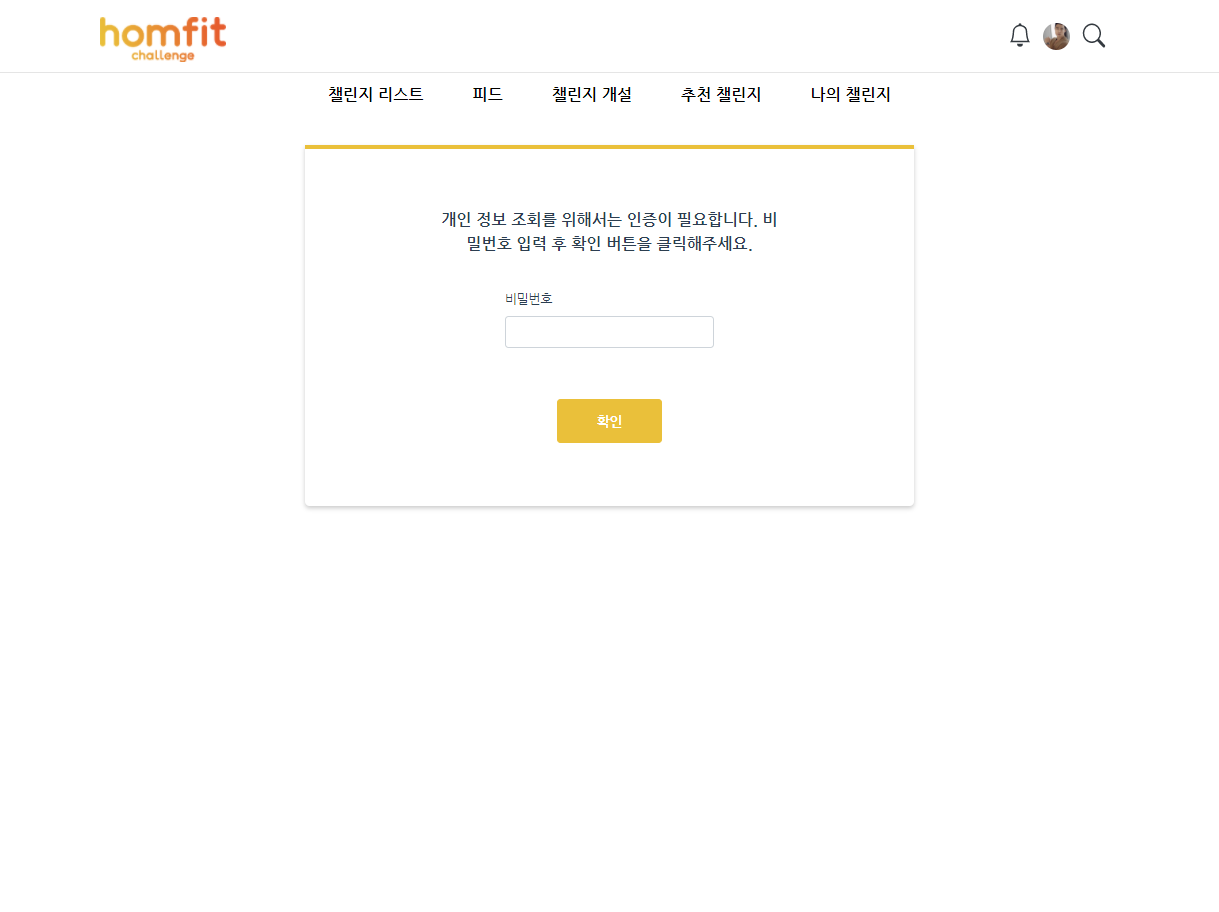 homfit
challenge
챌린지 리스트 피드 챌린지 개설 추천 챌린지 나의 챌린지
개인 정보 조회를 위해서는 인증이 필요합니다. 비
밀번호 입력 후 확인 버튼을 클릭해주세요.
비밀번호
확인